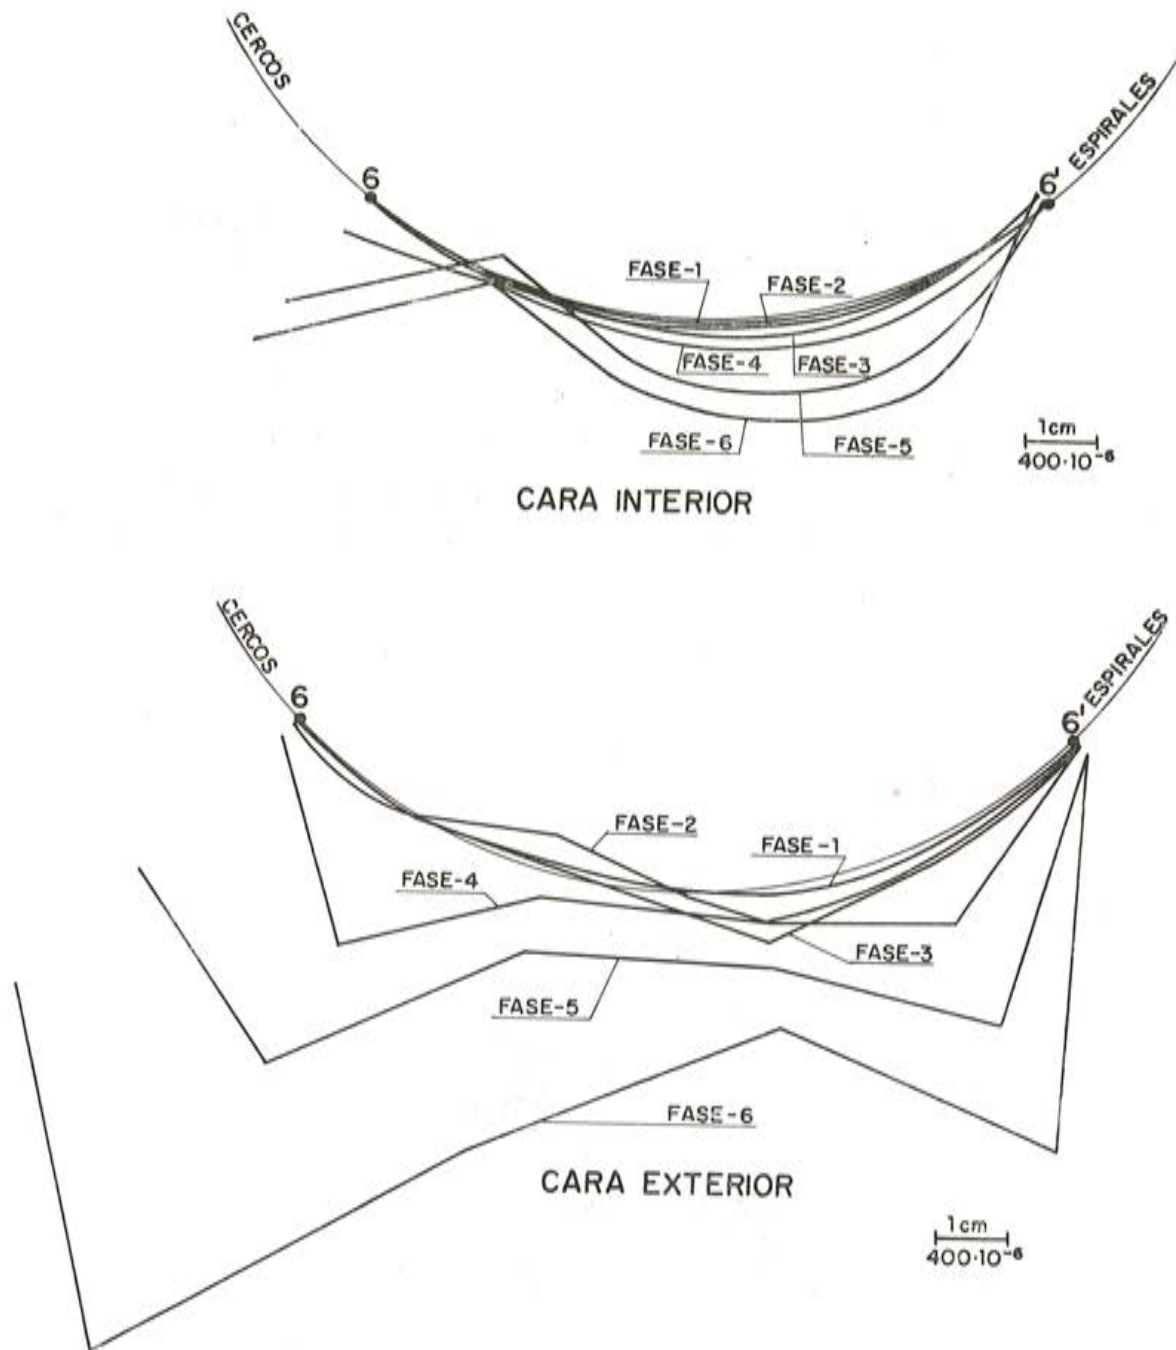 CERCOS
ESPIRALES
6
6'
FASE-1
FASE-2
FASE-4
FASE-3
FASE-6
FASE-5
1cm
400·10⁻⁶
CARA INTERIOR
CERCOS
ESPIRALES
6
6'
FASE-2
FASE-1
FASE-4
FASE-3
FASE-5
FASE-6
CARA EXTERIOR
1cm
400·10⁻⁶